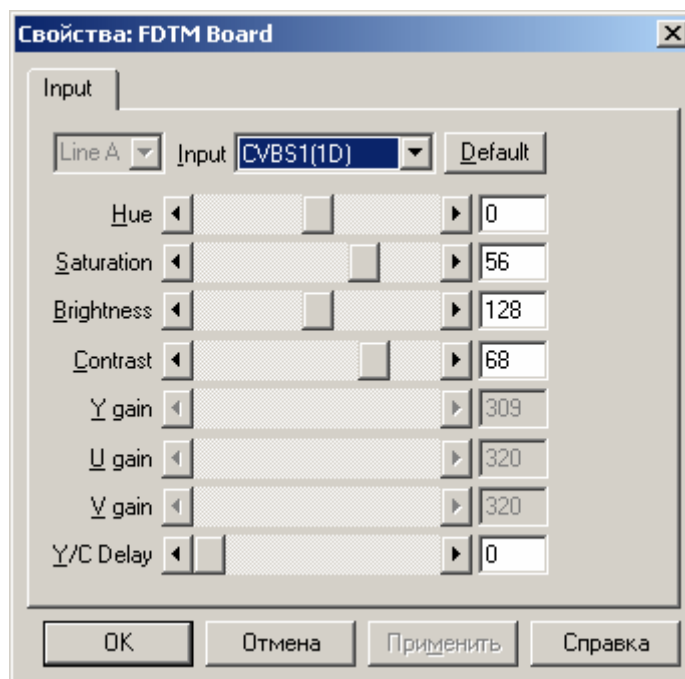 Свойства: FDTM Board
Input
Line A Input CVBS1(1D) Default
Hue 0
Saturation 56
Brightness 128
Contrast 68
Y gain 309
U gain 320
V gain 320
Y/C Delay 0
OK Отмена Применить Справка